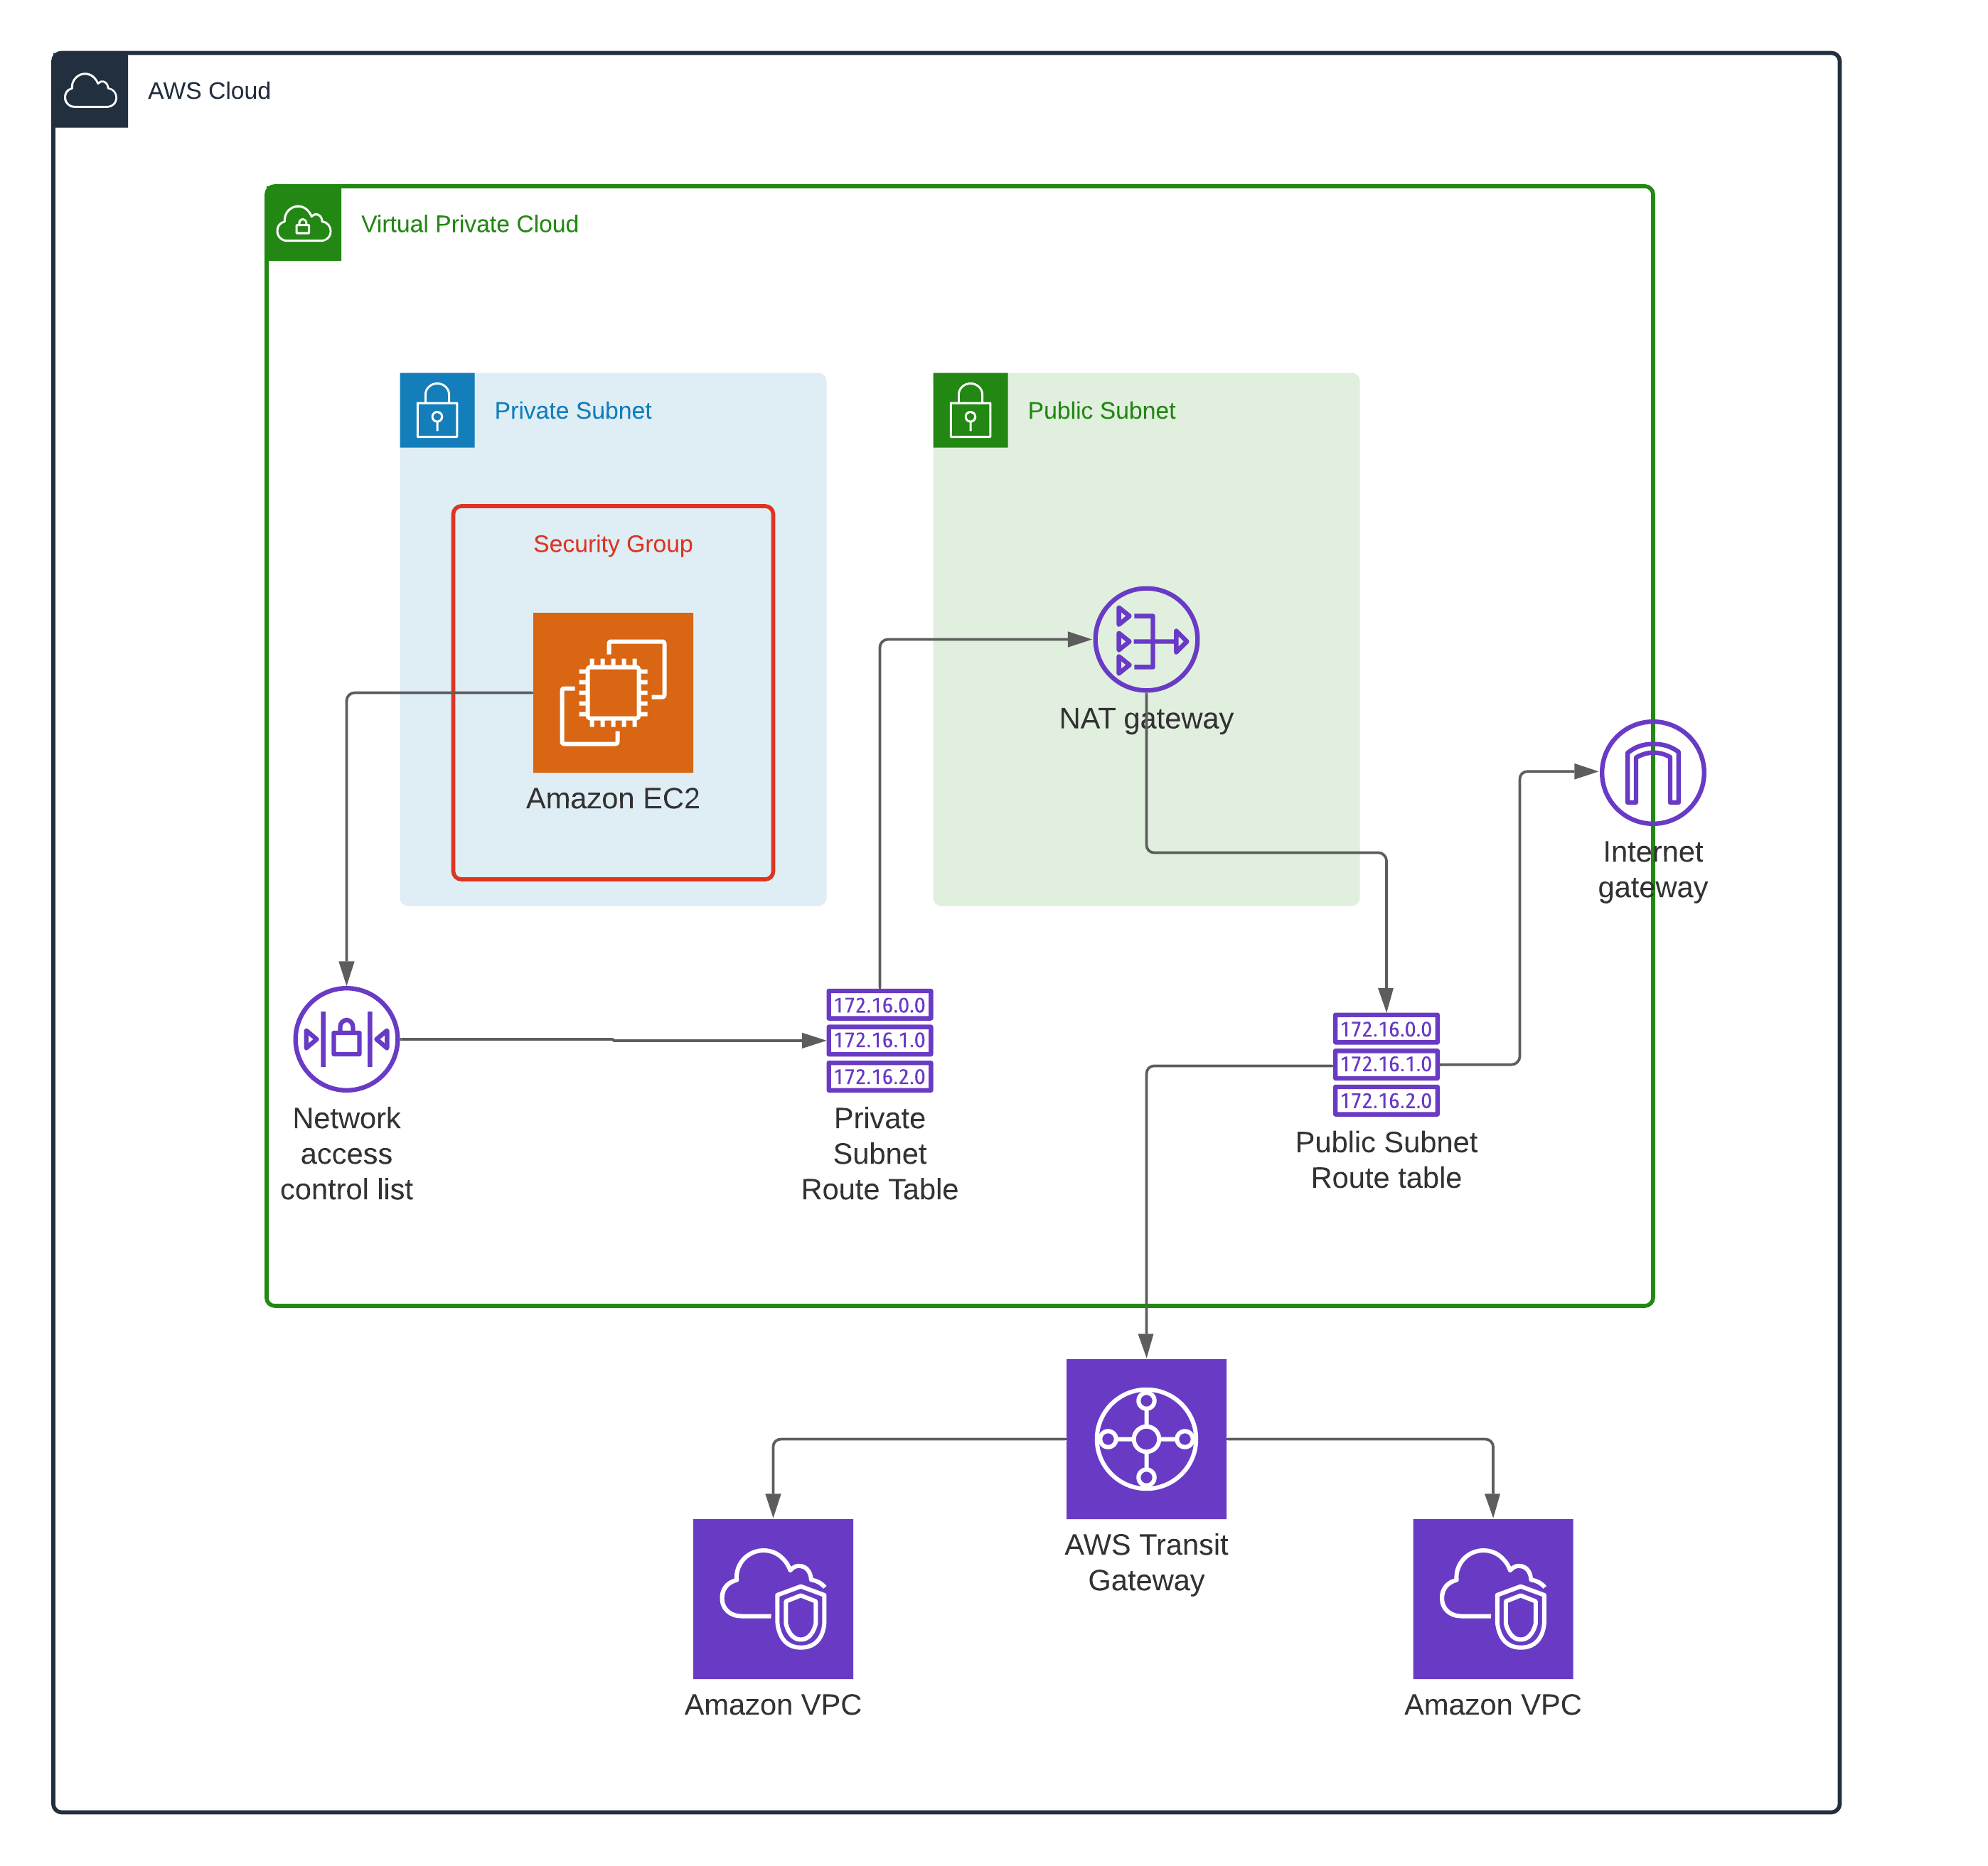 AWS Cloud
Virtual Private Cloud
Private Subnet
Public Subnet
Security Group
Amazon EC2
NAT gateway
Internet
gateway
172.16.0.0
172.16.1.0
172.16.2.0
Network
access
control list
Private
Subnet
Route Table
172.16.0.0
172.16.1.0
172.16.2.0
Public Subnet
Route table
AWS Transit
Gateway
Amazon VPC
Amazon VPC